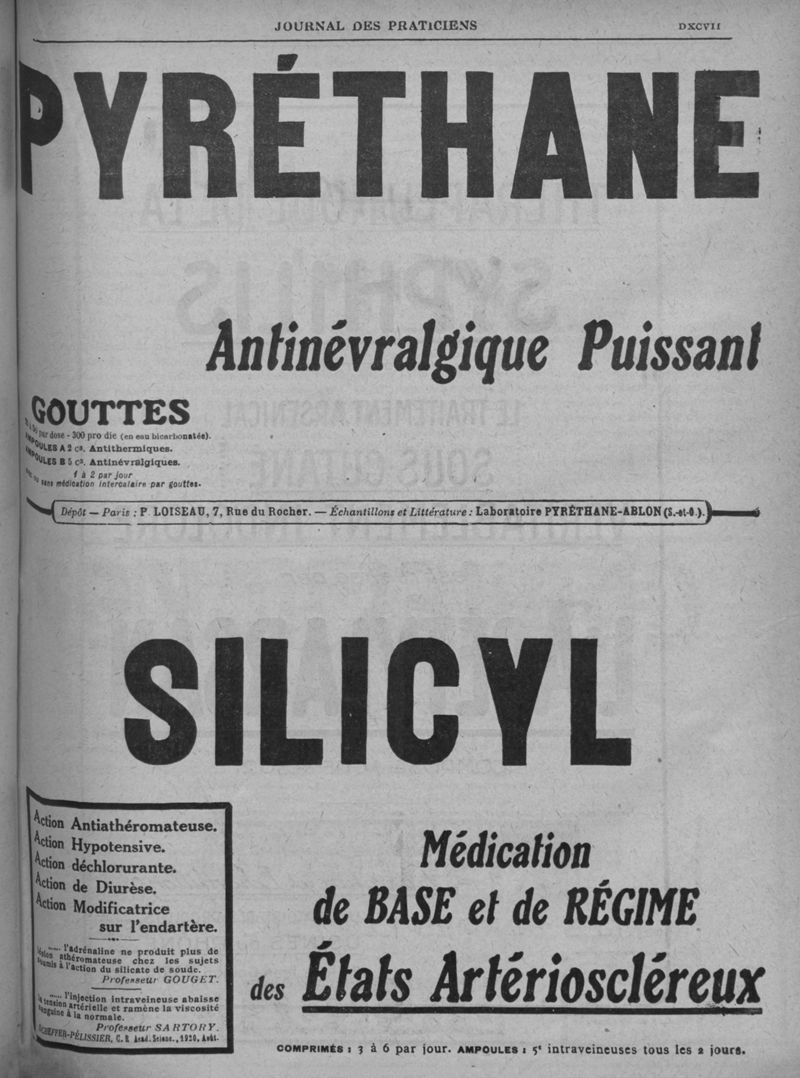 JOURNAL DES PRATICIENS DXCVII
PYRÉTHANE
Antinévralgique Puissant
GOUTTES
par dose - 300 pro die (en eau bicarbonatée).
AMPOULES A 2 cc. Antithermiques.
AMPOULES B 5 cc. Antinévralgiques.
1 à 2 par jour
ou sans médication intercalaire par gouttes.
Dépôt — Paris : P. LOISEAU, 7, Rue du Rocher. — Échantillons et Littérature : Laboratoire PYRÉTHANE-ABLON (S.-et-O.).
SILICYL
Action Antiathéromateuse.
Action Hypotensive.
Action déchlorurante.
Action de Diurèse.
Action Modificatrice
sur l'endartère.
..... l'adrénaline ne produit plus de
lésion athéromateuse chez les sujets
soumis à l'action du silicate de soude.
Professeur GOUGET.
..... l'injection intraveineuse abaisse
la tension artérielle et ramène la viscosité
sanguine à la normale.
Professeur SARTORY.
SCHEFFER-PÉLISSIER, C. R. Acad. Scienc., 1920, Août.
Médication
de BASE et de RÉGIME
des États Artérioscléreux
COMPRIMÉS : 3 à 6 par jour. AMPOULES : 5c intraveineuses tous les 2 jours.